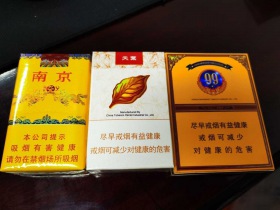 南京
本公司提示
吸烟有害健康
请勿在禁烟场所吸烟
天叶
尽早戒烟有益健康
戒烟可减少对健康的危害
99
尽早戒烟有益健康
戒烟可减少
对健康的危害